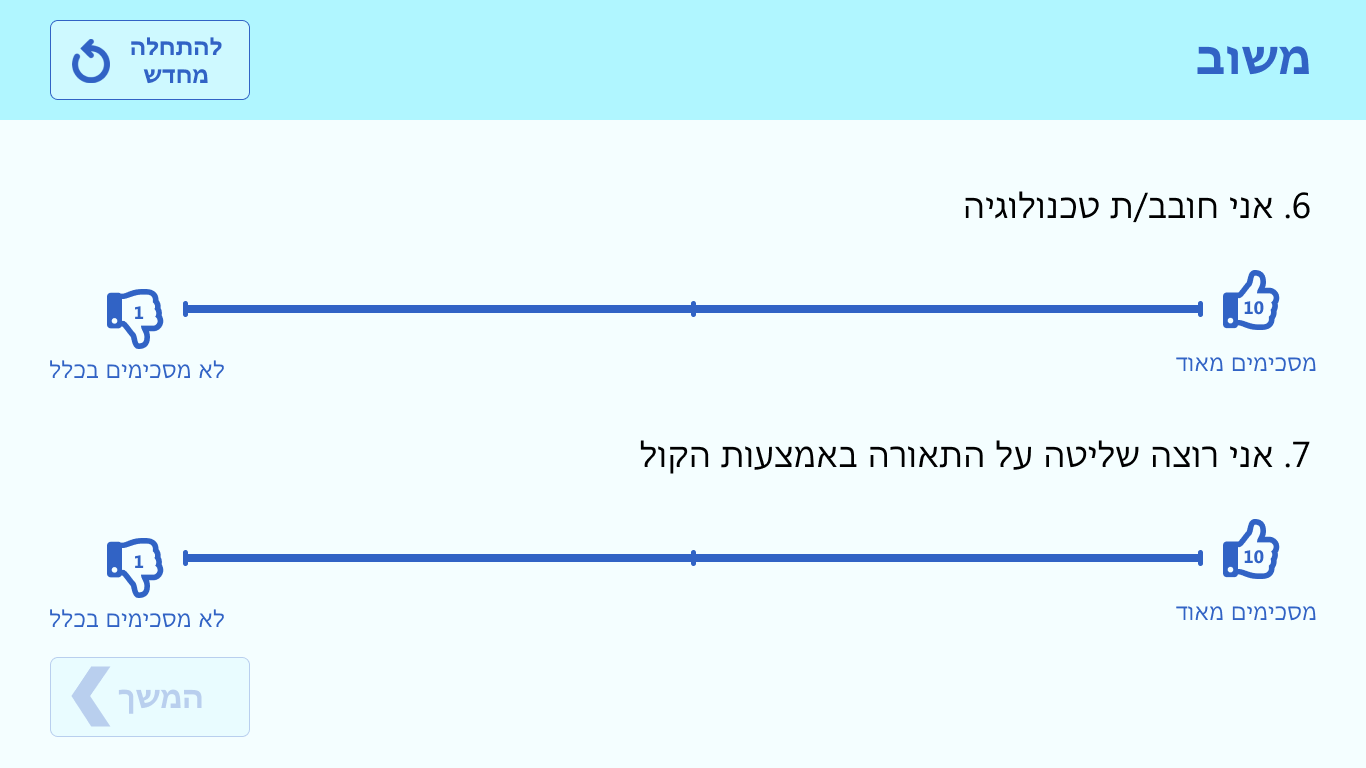 משוב
להתחלה
מחדש
6. אני חובב/ת טכנולוגיה
10
1
מסכימים מאוד
לא מסכימים בכלל
7. אני רוצה שליטה על התאורה באמצעות הקול
10
1
מסכימים מאוד
לא מסכימים בכלל
המשך